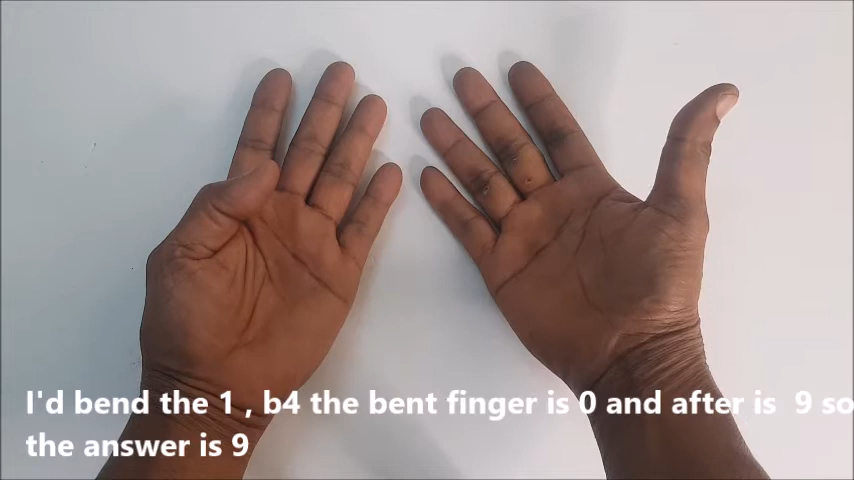 I'd bend the 1 , b4 the bent finger is 0 and after is  9 so
the answer is 9